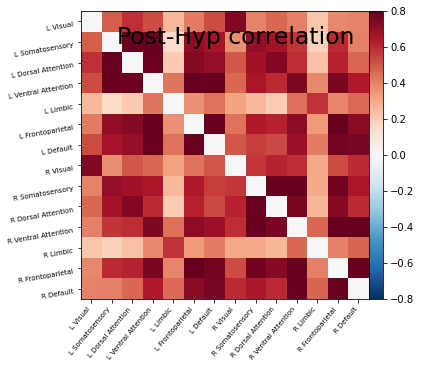 Post-Hyp correlation
L Visual
L Somatosensory
L Dorsal Attention
L Ventral Attention
L Limbic
L Frontoparietal
L Default
R Visual
R Somatosensory
R Dorsal Attention
R Ventral Attention
R Limbic
R Frontoparietal
R Default
L Visual
L Somatosensory
L Dorsal Attention
L Ventral Attention
L Limbic
L Frontoparietal
L Default
R Visual
R Somatosensory
R Dorsal Attention
R Ventral Attention
R Limbic
R Frontoparietal
R Default
0.8
0.6
0.4
0.2
0.0
−0.2
−0.4
−0.6
−0.8